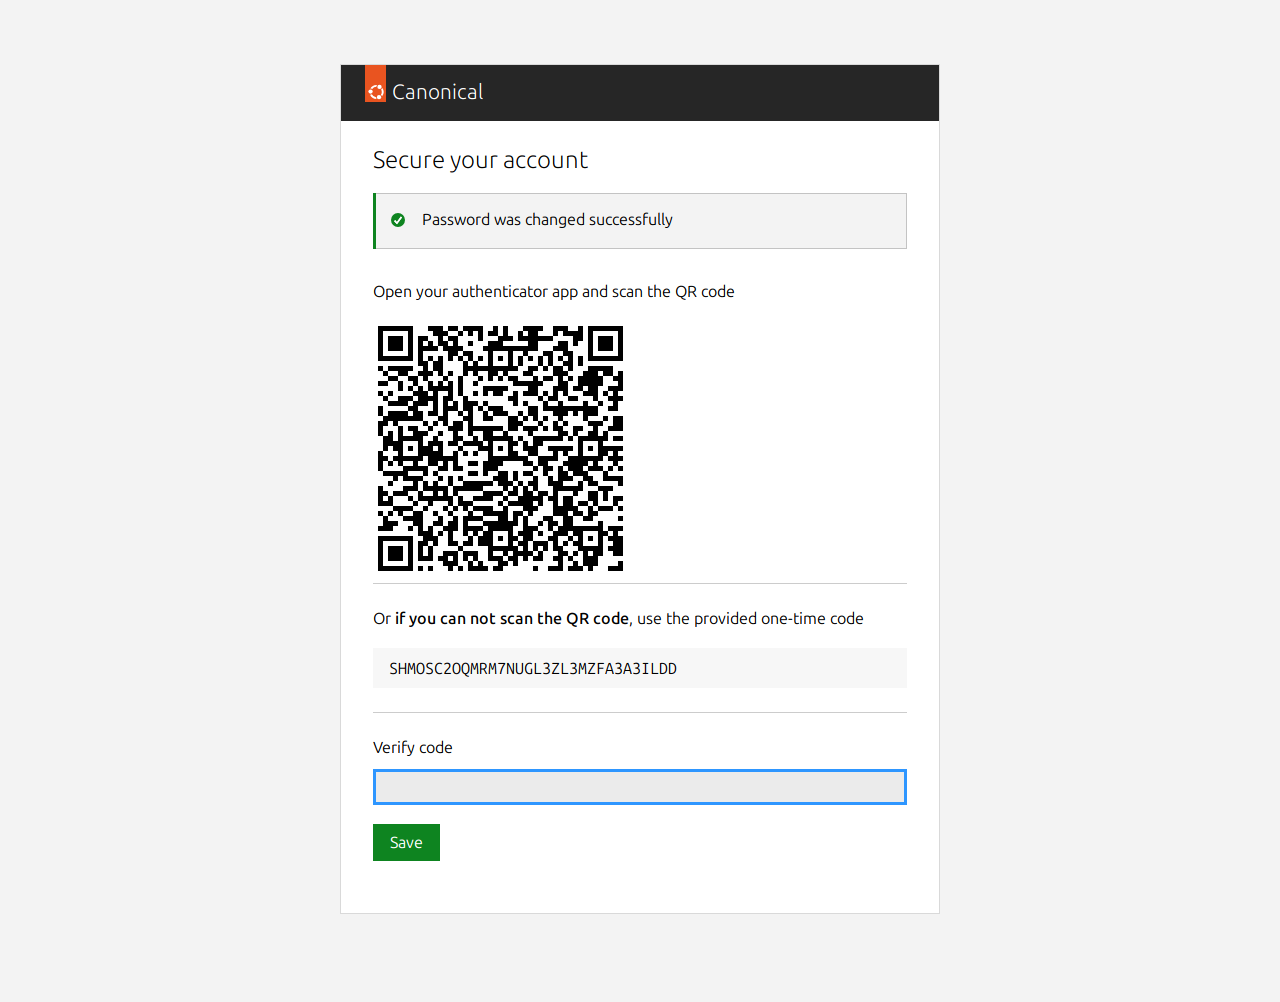 Canonical
Secure your account
Password was changed successfully
Open your authenticator app and scan the QR code
Or if you can not scan the QR code, use the provided one-time code
SHMOSC2OQMRM7NUGL3ZL3MZFA3A3ILDD
Verify code
Save